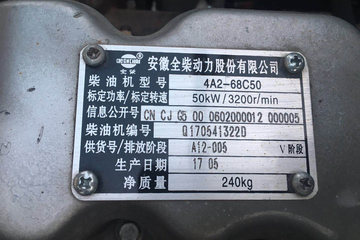 安徽全柴动力股份有限公司
柴油机型号 4A2-68C50
标定功率/标定转速 50kW/3200r/min
信息公开号 CN CJ G5 00 0602000012 000005
柴油机编号 Q170541322D
供货号/排放阶段 A12-005 V阶段
生产日期 17 05
净质量 240kg